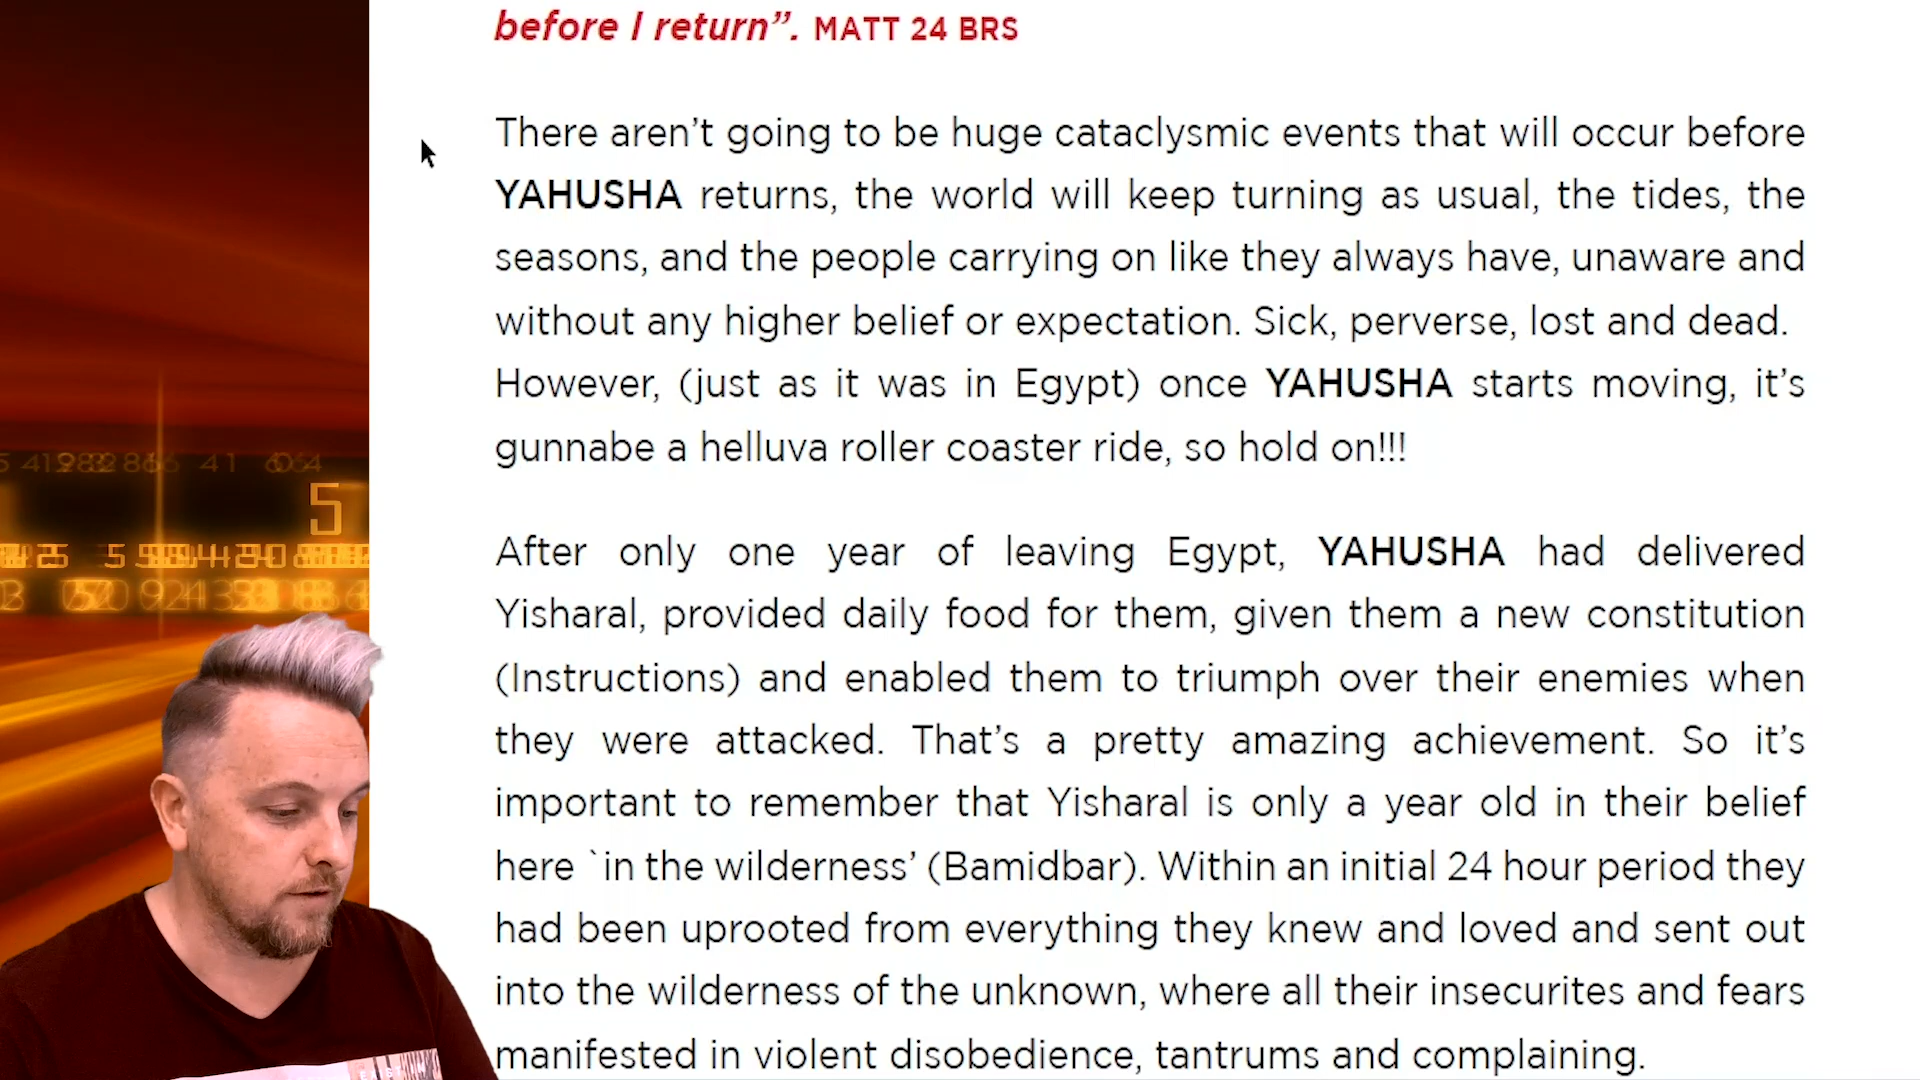 before I return”. MATT 24 BRS
There aren’t going to be huge cataclysmic events that will occur before
YAHUSHA returns, the world will keep turning as usual, the tides, the
seasons, and the people carrying on like they always have, unaware and
without any higher belief or expectation. Sick, perverse, lost and dead.
However, (just as it was in Egypt) once YAHUSHA starts moving, it’s
gunnabe a helluva roller coaster ride, so hold on!!!
After only one year of leaving Egypt, YAHUSHA had delivered
Yisharal, provided daily food for them, given them a new constitution
(Instructions) and enabled them to triumph over their enemies when
they were attacked. That’s a pretty amazing achievement. So it’s
important to remember that Yisharal is only a year old in their belief
here `in the wilderness’ (Bamidbar). Within an initial 24 hour period they
had been uprooted from everything they knew and loved and sent out
into the wilderness of the unknown, where all their insecurites and fears
manifested in violent disobedience, tantrums and complaining.
41
5